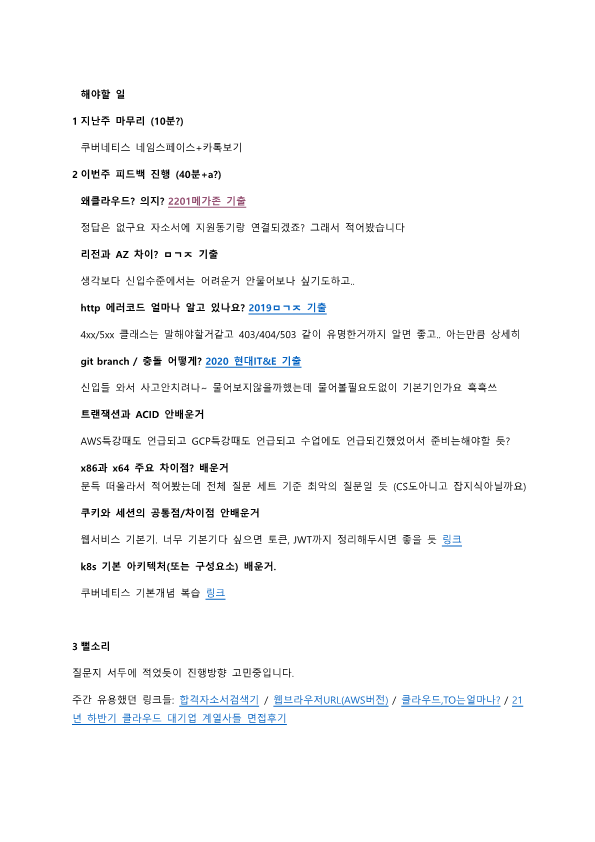 해야할 일
1 지난주 마무리 (10분?)
쿠버네티스 네임스페이스+카톡보기
2 이번주 피드백 진행 (40분+a?)
왜클라우드? 의지? 2201메가존 기출
정답은 없구요 자소서에 지원동기랑 연결되겠죠? 그래서 적어봤습니다
리전과 AZ 차이? ㅁㄱㅈ 기출
생각보다 신입수준에서는 어려운거 안물어보나 싶기도하고..
http 에러코드 얼마나 알고 있나요? 2019ㅁㄱㅈ 기출
4xx/5xx 클래스는 말해야할거같고 403/404/503 같이 유명한거까지 알면 좋고.. 아는만큼 상세히
git branch / 충돌 어떻게? 2020 현대IT&E 기출
신입들 와서 사고안치려나~ 물어보지않을까했는데 물어볼필요도없이 기본기인가요 흑흑쓰
트랜잭션과 ACID 안배운거
AWS특강때도 언급되고 GCP특강때도 언급되고 수업에도 언급되긴했었어서 준비는해야할 듯?
x86과 x64 주요 차이점? 배운거
문득 떠올라서 적어봤는데 전체 질문 세트 기준 최악의 질문일 듯 (CS도아니고 잡지식아닐까요)
쿠키와 세션의 공통점/차이점 안배운거
웹서비스 기본기. 너무 기본기다 싶으면 토큰, JWT까지 정리해두시면 좋을 듯 링크
k8s 기본 아키텍처(또는 구성요소) 배운거.
쿠버네티스 기본개념 복습 링크
3 뻘소리
질문지 서두에 적었듯이 진행방향 고민중입니다.
주간 유용했던 링크들: 합격자소서검색기 / 웹브라우저URL(AWS버전) / 클라우드,TO는얼마나? / 21
년 하반기 클라우드 대기업 계열사들 면접후기